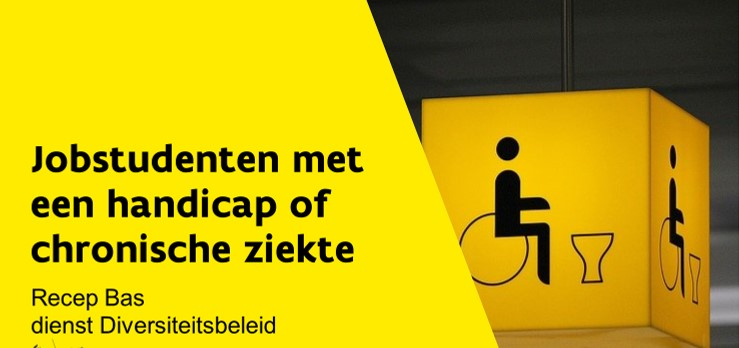 Jobstudenten met
een handicap of
chronische ziekte
Recep Bas
dienst Diversiteitsbeleid